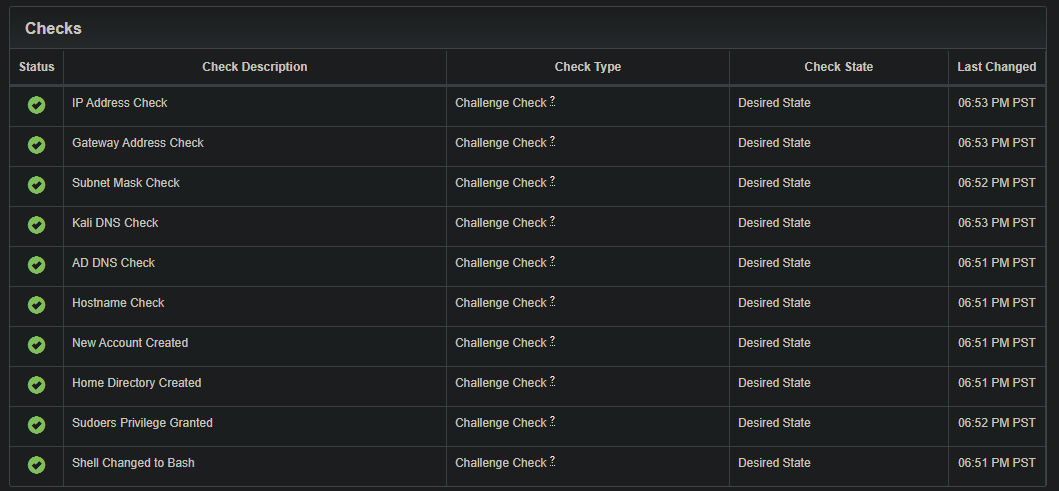 Checks
Status Check Description Check Type Check State Last Changed
IP Address Check Challenge Check ? Desired State 06:53 PM PST
Gateway Address Check Challenge Check ? Desired State 06:53 PM PST
Subnet Mask Check Challenge Check ? Desired State 06:52 PM PST
Kali DNS Check Challenge Check ? Desired State 06:53 PM PST
AD DNS Check Challenge Check ? Desired State 06:51 PM PST
Hostname Check Challenge Check ? Desired State 06:51 PM PST
New Account Created Challenge Check ? Desired State 06:51 PM PST
Home Directory Created Challenge Check ? Desired State 06:51 PM PST
Sudoers Privilege Granted Challenge Check ? Desired State 06:52 PM PST
Shell Changed to Bash Challenge Check ? Desired State 06:51 PM PST